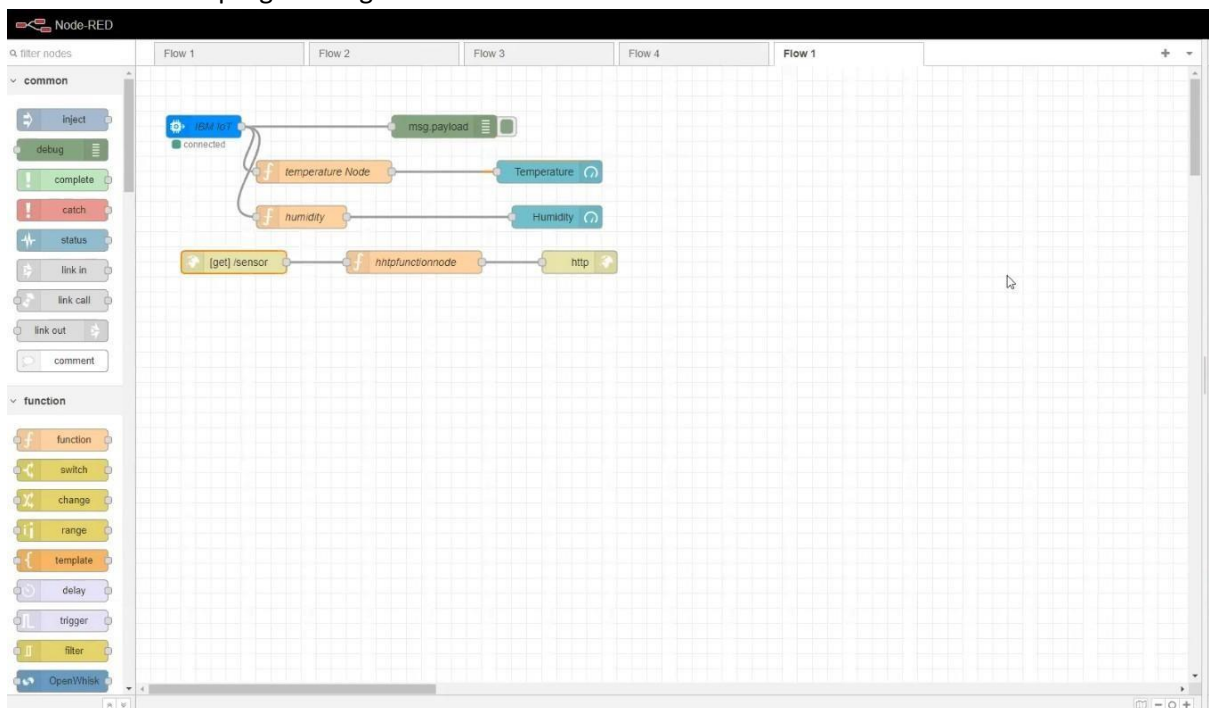 Node-RED
filter nodes
Flow 1
Flow 2
Flow 3
Flow 4
Flow 1
common
inject
debug
complete
catch
status
link in
link call
link out
comment
function
function
switch
change
range
template
delay
trigger
filter
OpenWhisk
IBM IoT
connected
msg.payload
temperature Node
Temperature
humidity
Humidity
[get] /sensor
hhtpfunctionnode
http